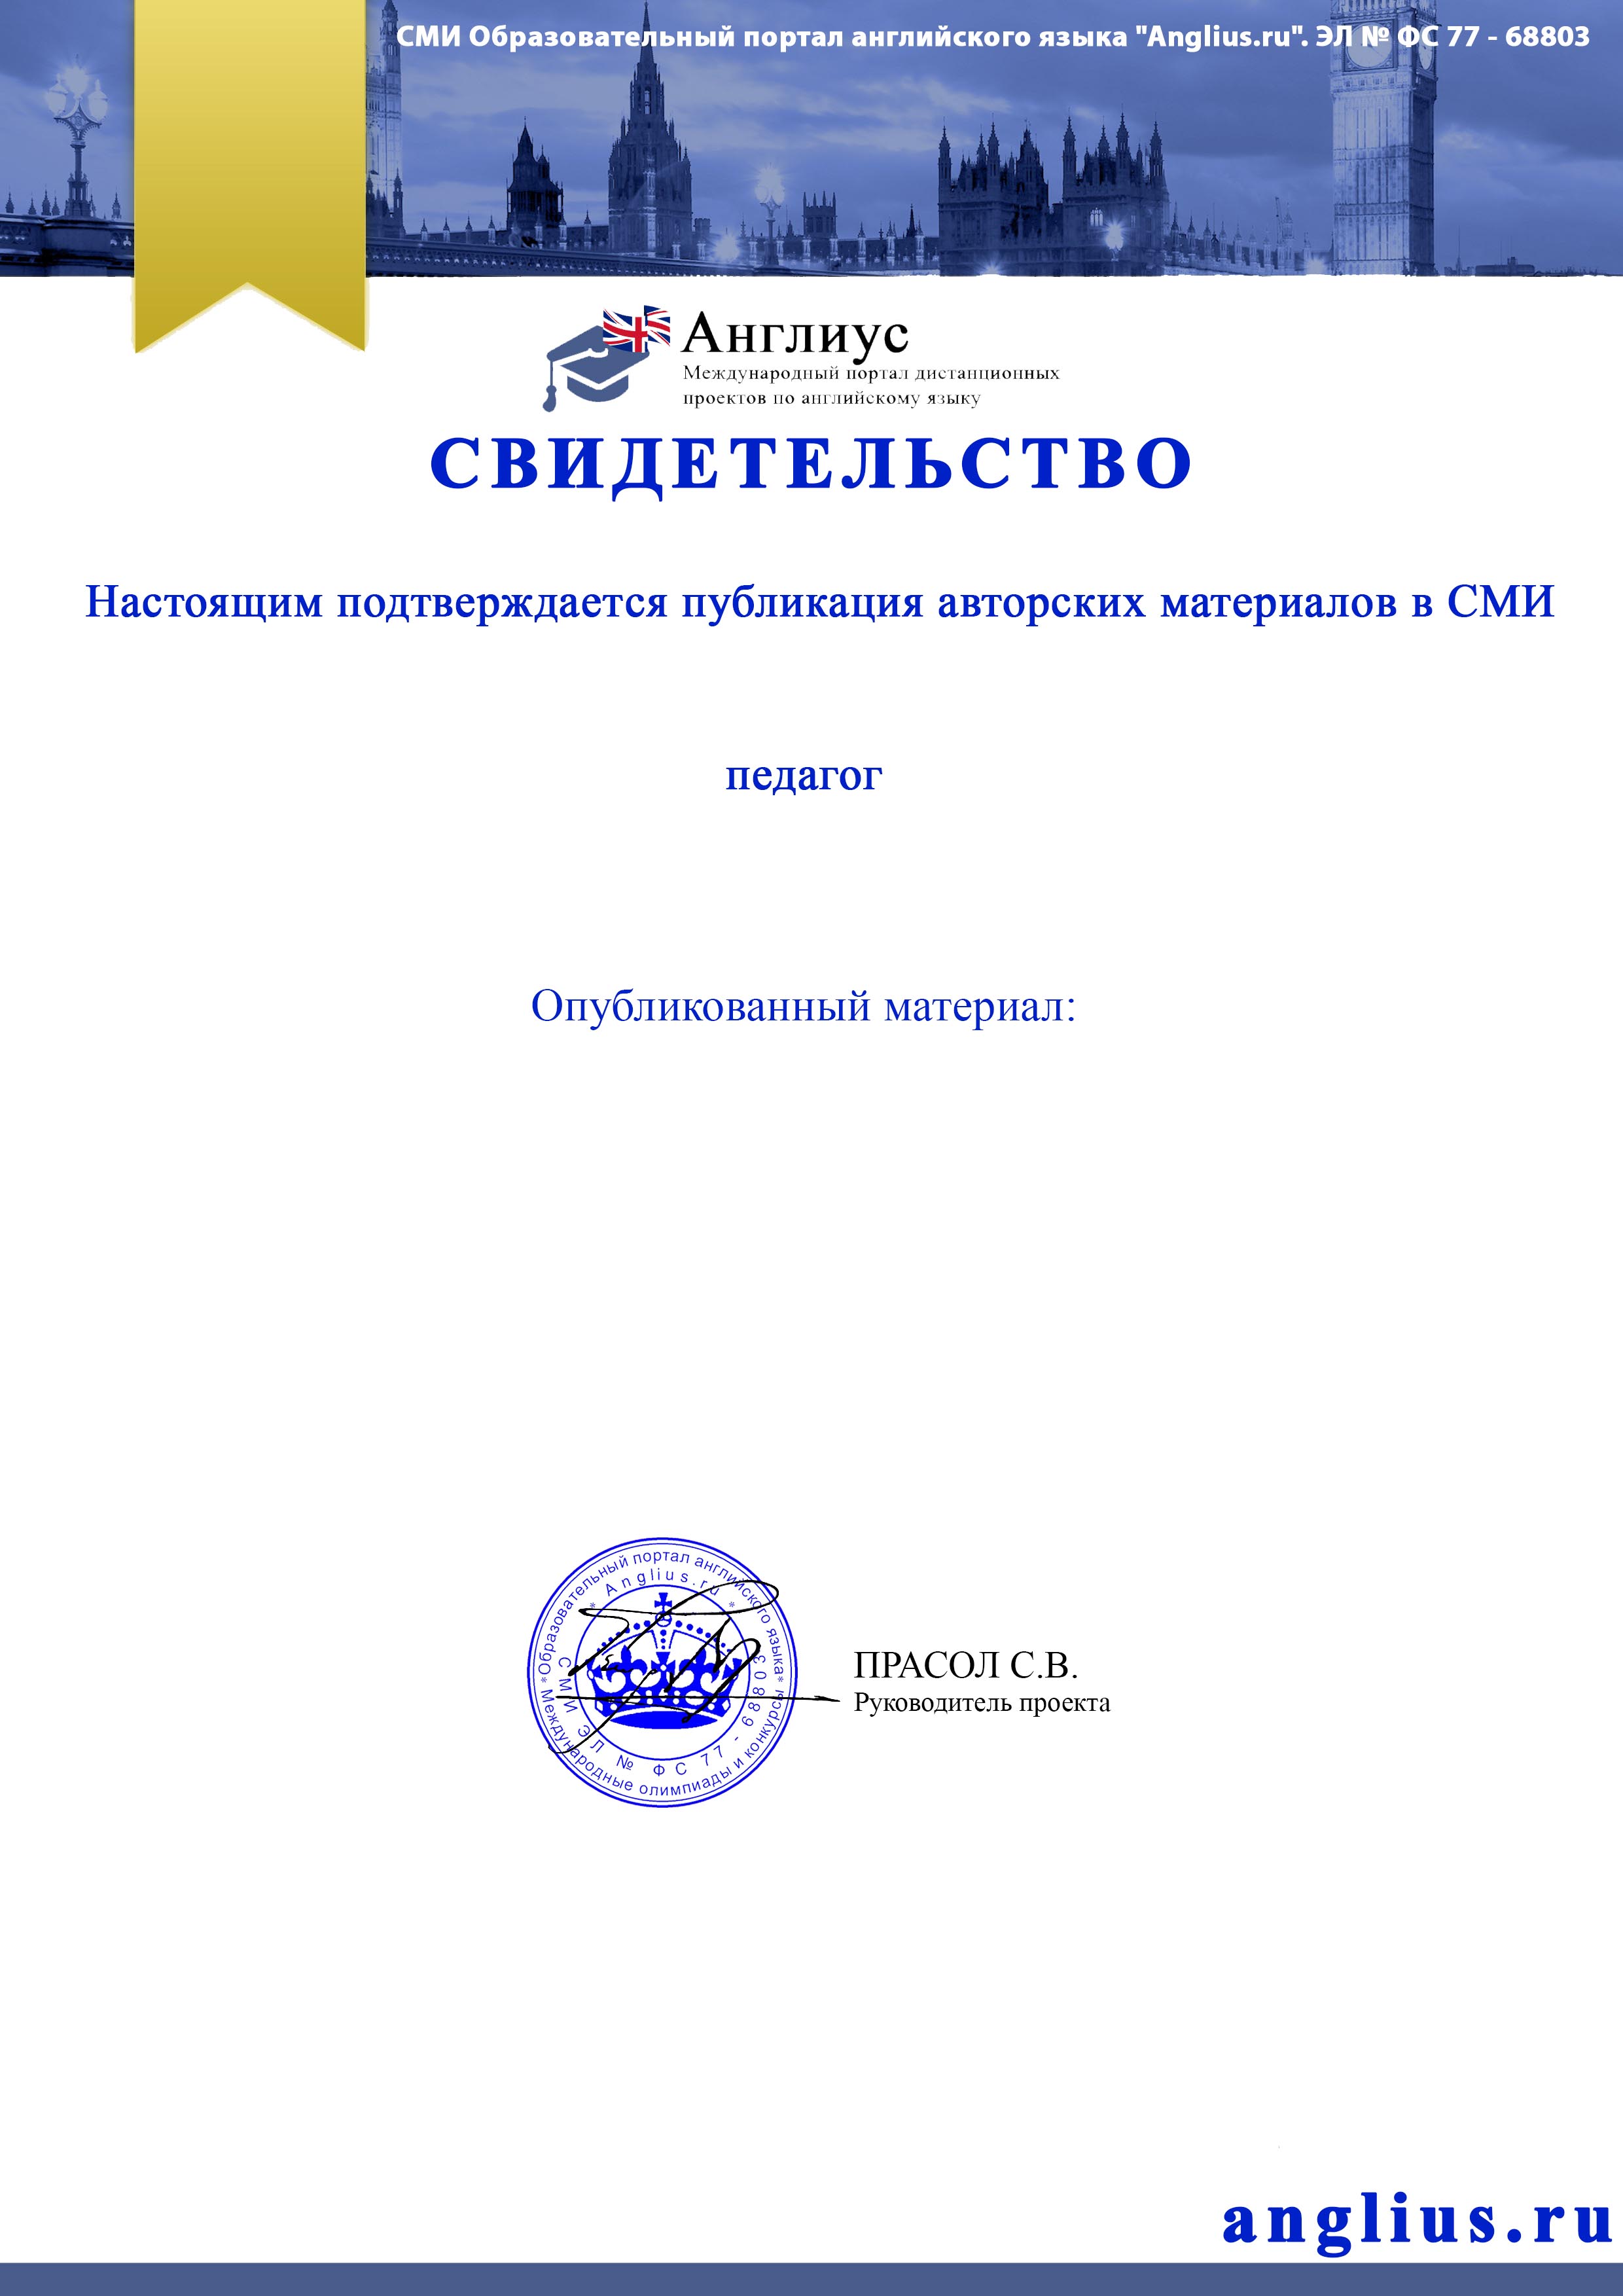 СМИ Образовательный портал английского языка "Anglius.ru". ЭЛ № ФС 77 - 68803
Англиус
Международный портал дистанционных
проектов по английскому языку
СВИДЕТЕЛЬСТВО
Настоящим подтверждается публикация авторских материалов в СМИ
педагог
Опубликованный материал:
*Образовательный портал английского языка*
* Anglius.ru *
СМИ ЭЛ № ФС 77 - 68803
Международные олимпиады и конкурсы
ПРАСОЛ С.В.
Руководитель проекта
anglius.ru